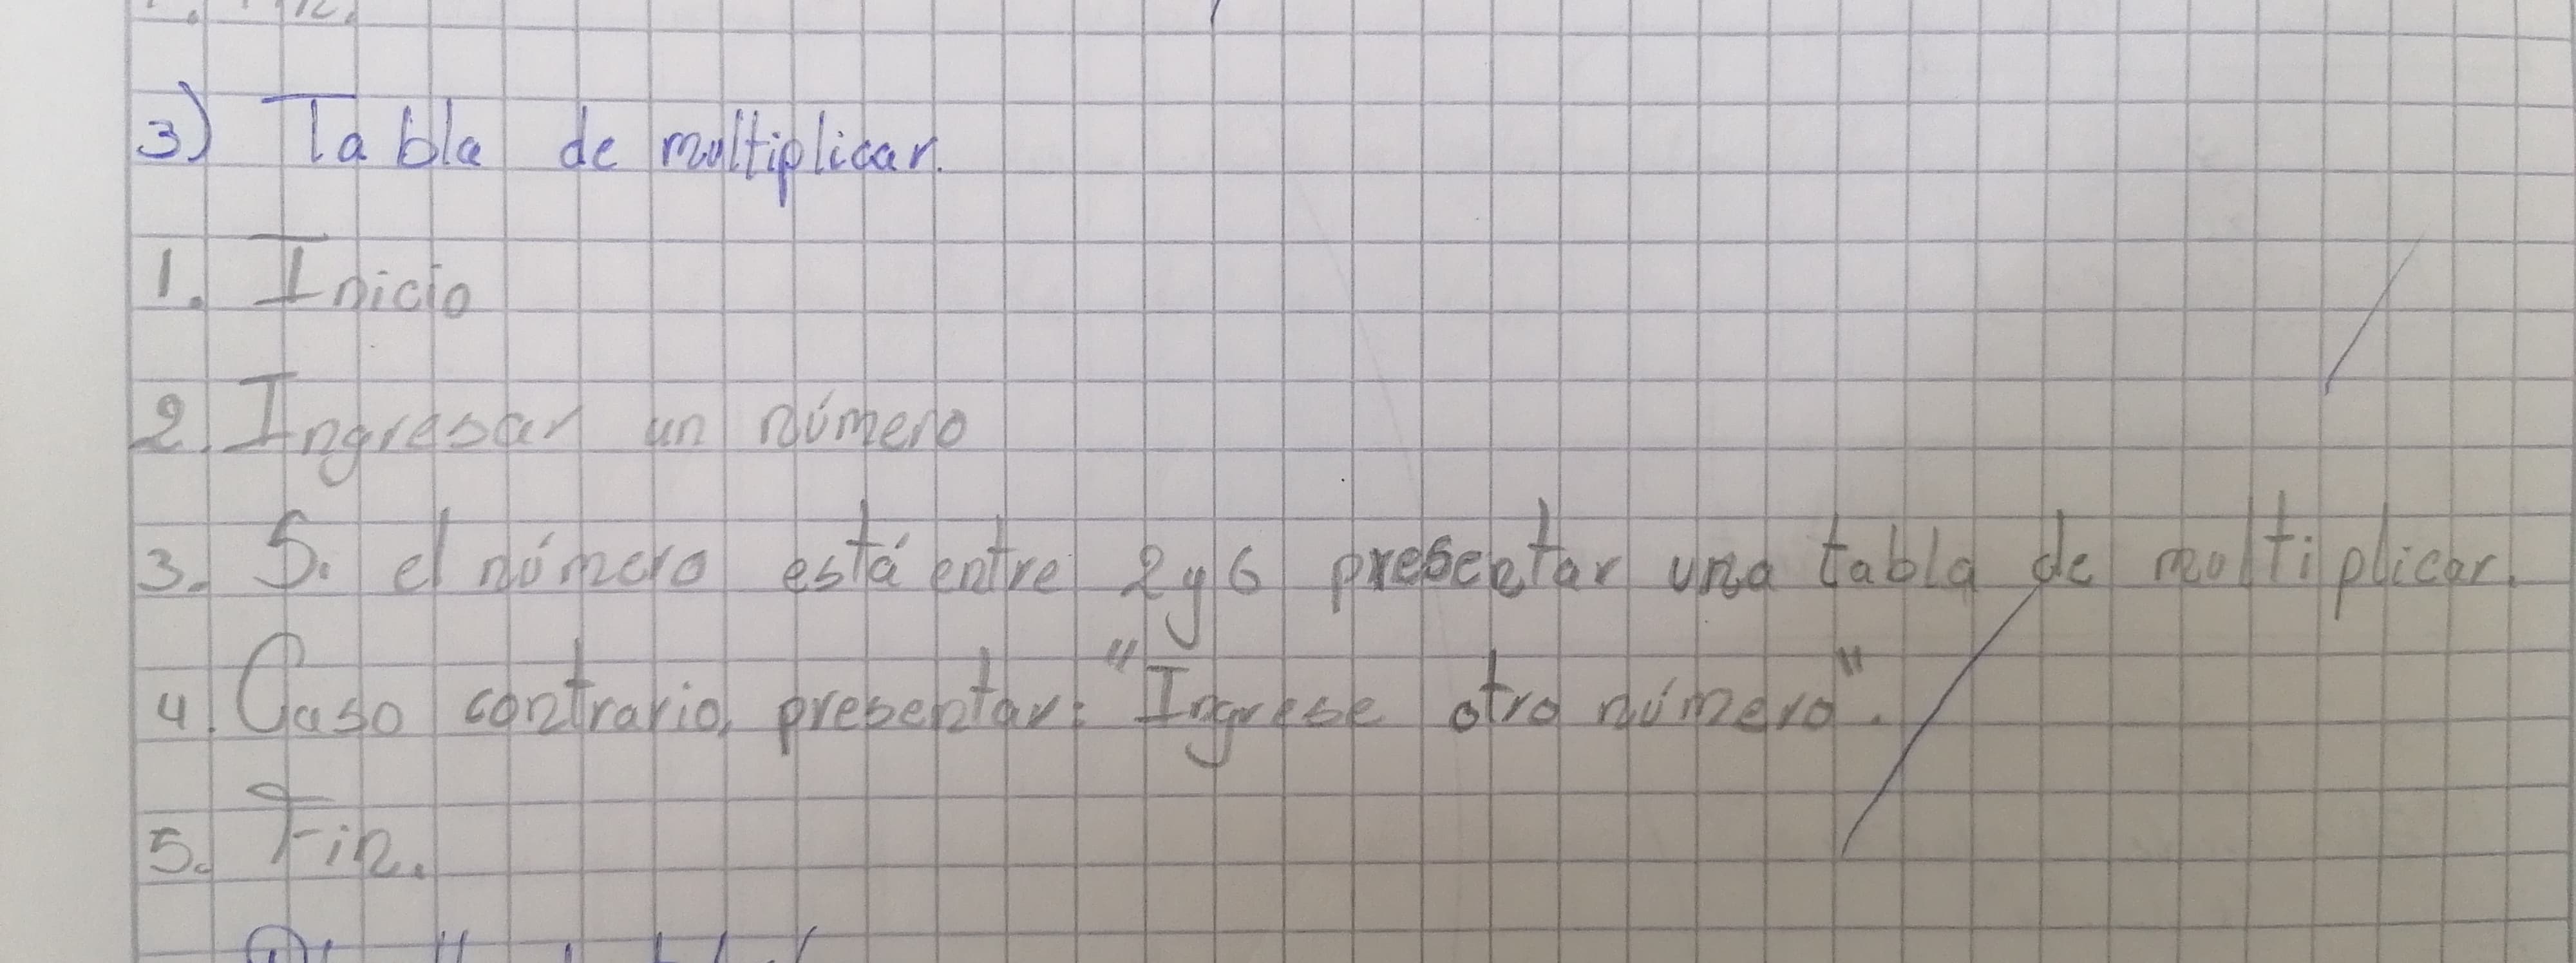 3) Tabla de multiplicar.
1. Inicio
2. Ingresar un número
3. Si el número está entre 2 y 6 presentar una tabla de multiplicar.
4. Caso contrario, presentar: "Ingrese otro número".
5. Fin.